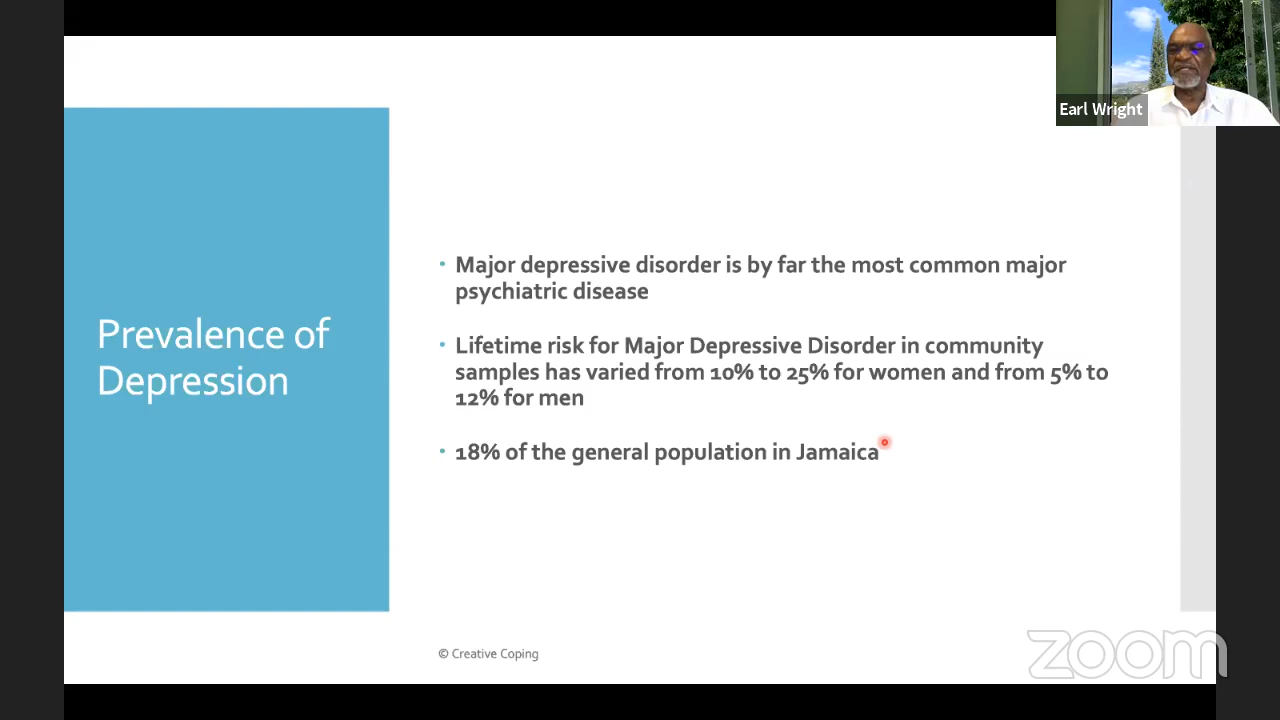 Earl Wright
Prevalence of
Depression
• Major depressive disorder is by far the most common major
psychiatric disease
• Lifetime risk for Major Depressive Disorder in community
samples has varied from 10% to 25% for women and from 5% to
12% for men
• 18% of the general population in Jamaica
© Creative Coping
zoom